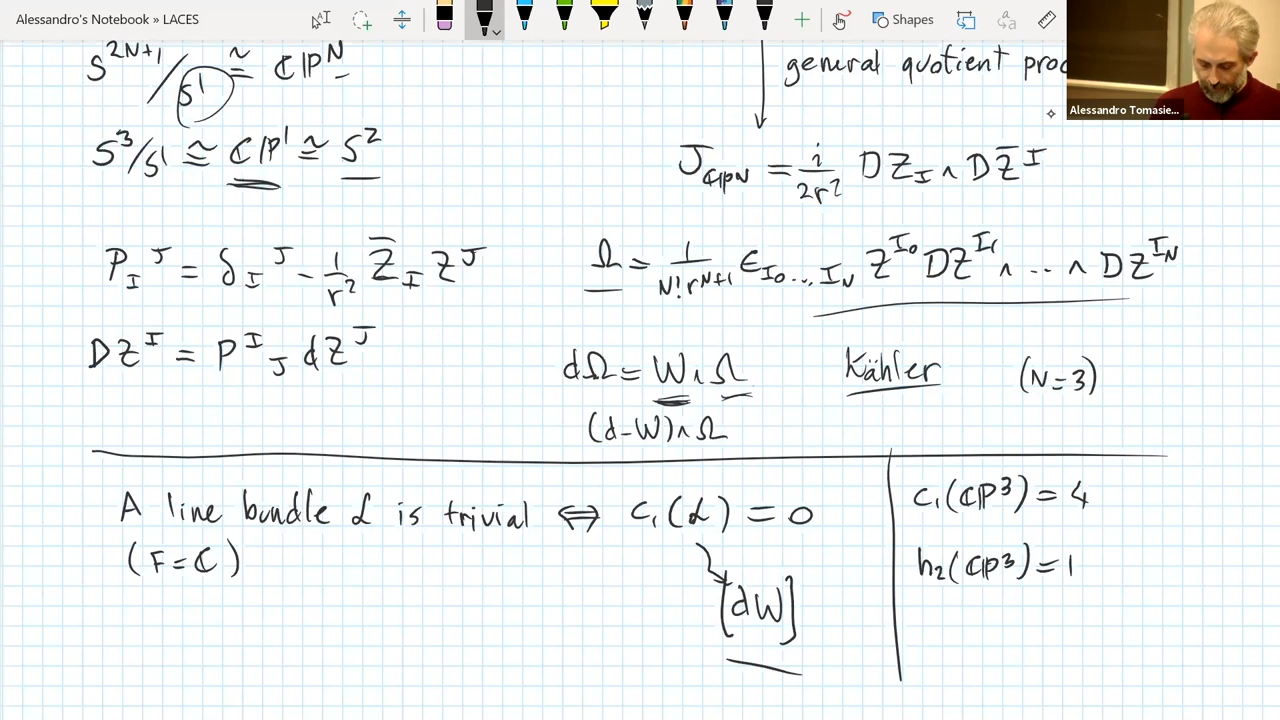 Alessandro's Notebook » LACES
Shapes
Alessandro Tomasie...
S^{2N+1}/S^1 ≅ ℂP^N
general quotient proc
S^3/S^1 ≅ ℂP^1 ≅ S^2
J_{ℂP^N} = i/2r^2 DZ_I ∧ DZ̄^I
P_I^J = δ_I^J - 1/r^2 Z̄_I Z^J
Ω = 1/N!r^{N+1} ε_{I_0...I_N} Z^{I_0} DZ^{I_1} ∧ .. ∧ DZ^{I_N}
DZ^I = P^I_J dZ^J
dΩ = W∧Ω
Kähler
(N=3)
(d-W)∧Ω
A line bundle ℒ is trivial ⟺ c_1(ℒ) = 0
(F=ℂ)
[dW]
c_1(ℂP^3) = 4
h_2(ℂP^3) = 1